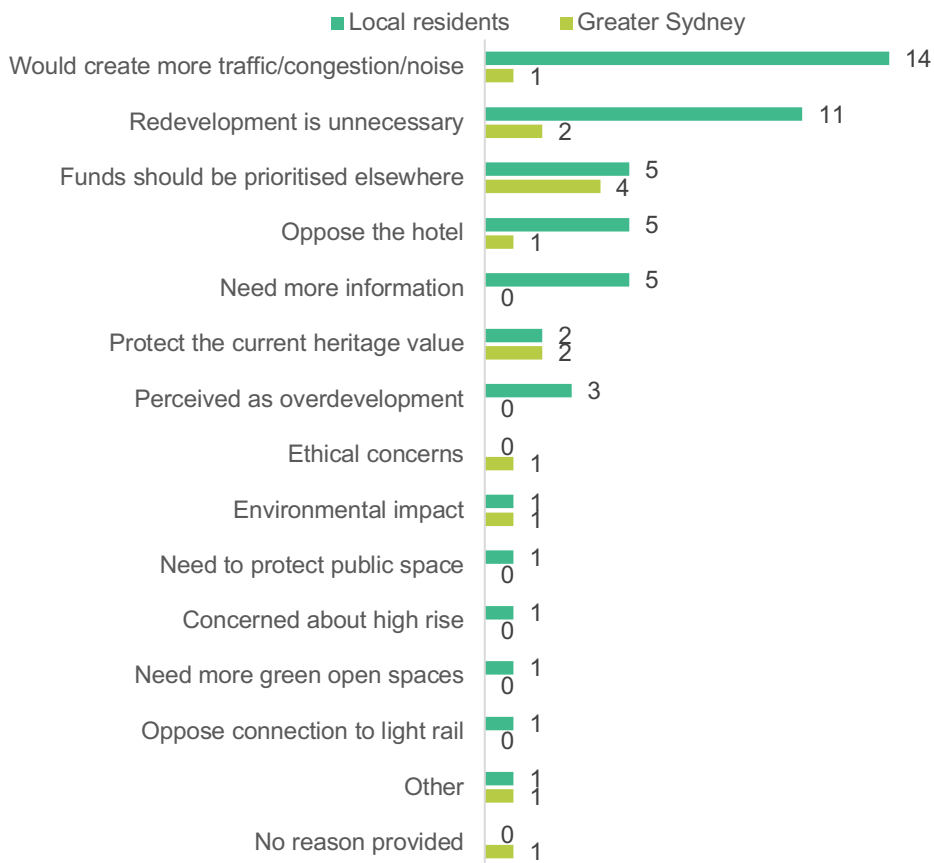 Local residents Greater Sydney
Would create more traffic/congestion/noise 14
1
Redevelopment is unnecessary 11
2
Funds should be prioritised elsewhere 5
4
Oppose the hotel 5
1
Need more information 5
0
Protect the current heritage value 2
2
Perceived as overdevelopment 3
0
Ethical concerns 0
1
Environmental impact 1
1
Need to protect public space 1
0
Concerned about high rise 1
0
Need more green open spaces 1
0
Oppose connection to light rail 1
0
Other 1
1
No reason provided 0
1